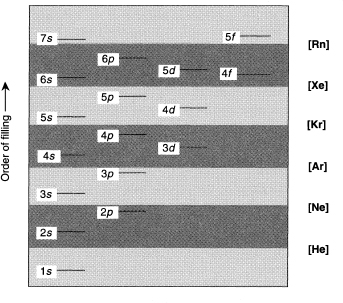 7s
5f
[Rn]
6p
5d
4f
6s
[Xe]
5p
4d
5s
[Kr]
4p
3d
4s
[Ar]
3p
3s
[Ne]
2p
2s
[He]
1s
Order of filling